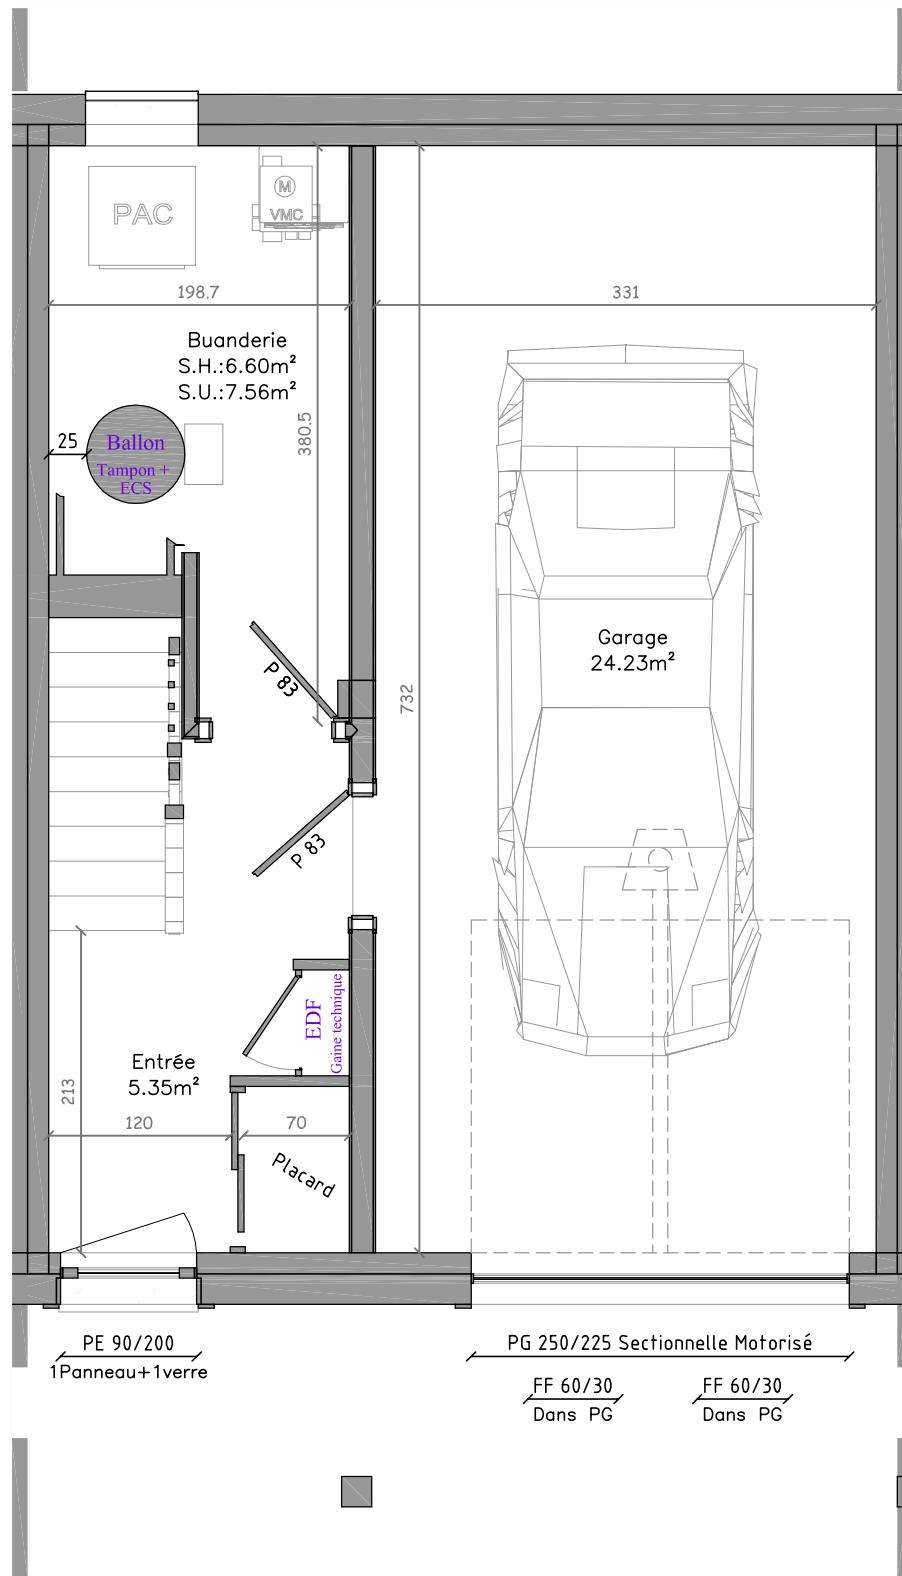 PAC
M
VMC
198.7
331
Buanderie
S.H.:6.60m²
S.U.:7.56m²
380.5
25
Ballon
Tampon +
ECS
P 83
Garage
24.23m²
732
P 83
EDF
Gaine technique
Entrée
5.35m²
213
120
70
Placard
PE 90/200
1Panneau+1verre
PG 250/225 Sectionnelle Motorisé
FF 60/30
Dans PG
FF 60/30
Dans PG